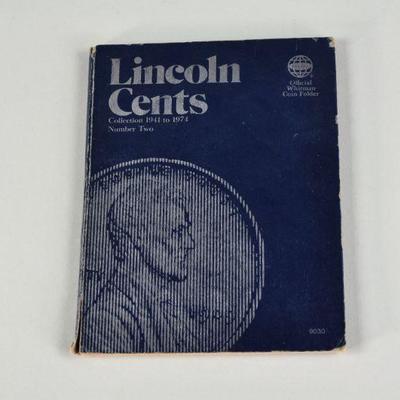 Lincoln
Cents
Collection 1941 to 1974
Number Two
Official
Whitman
Coin Folder
9030